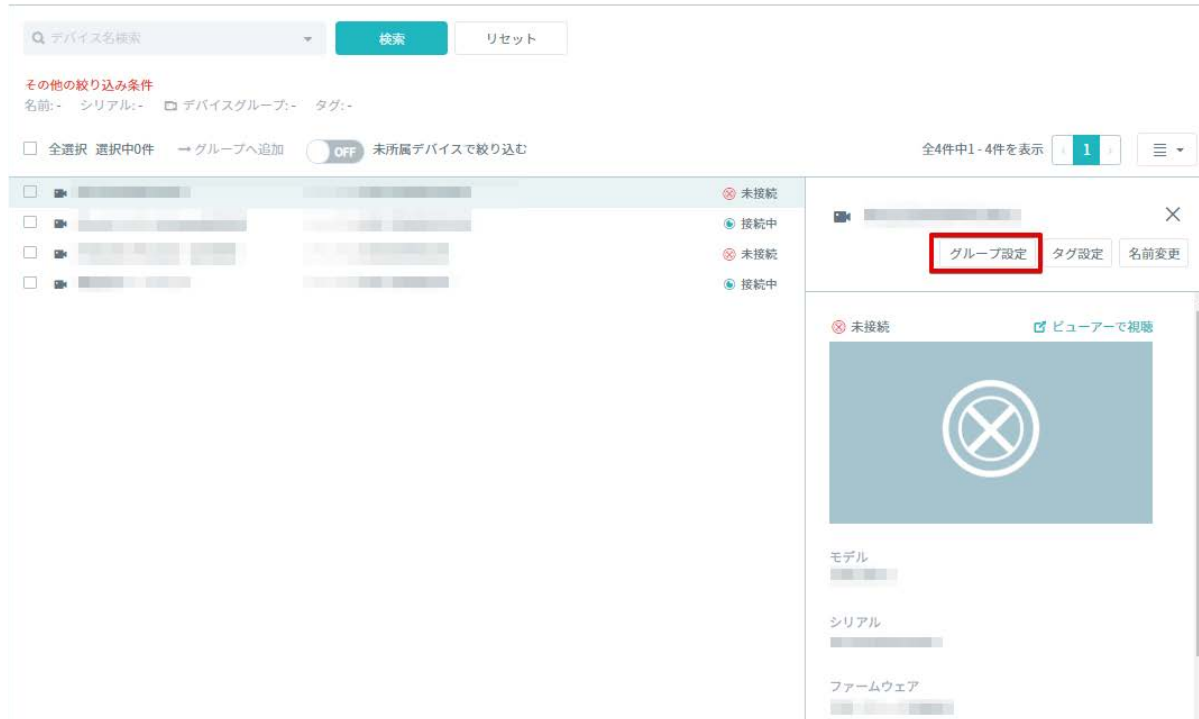 デバイス名検索 検索 リセット
その他の絞り込み条件
名前:- シリアル:- デバイスグループ:- タグ:-
全選択 選択中0件 →グループへ追加 OFF 未所属デバイスで絞り込む 全4件中1-4件を表示 1
未接続
接続中
未接続
接続中
グループ設定 タグ設定 名前変更
未接続 ビューアーで視聴
モデル
シリアル
ファームウェア